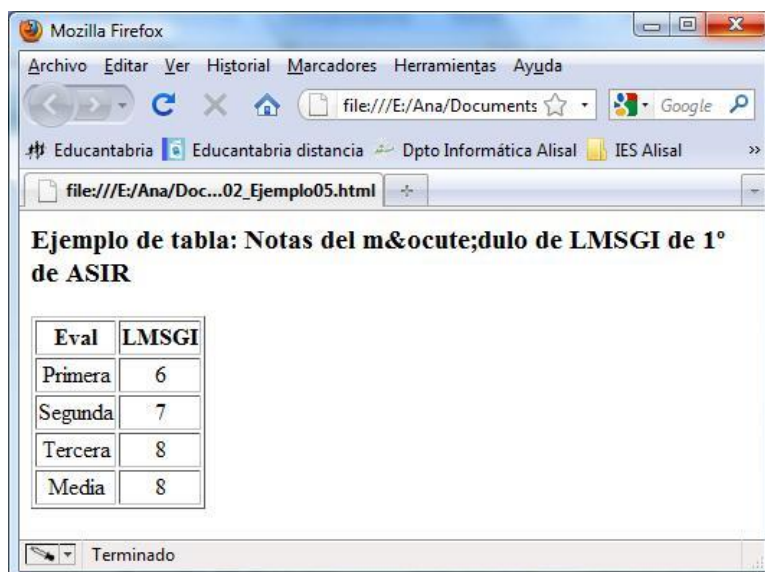 Mozilla Firefox
Archivo Editar Ver Historial Marcadores Herramientas Ayuda
file:///E:/Ana/Documents Google
Educantabria Educantabria distancia Dpto Informática Alisal IES Alisal »
file:///E:/Ana/Doc...02_Ejemplo05.html
Ejemplo de tabla: Notas del m&ocute;dulo de LMSGI de 1º
de ASIR
Eval LMSGI
Primera 6
Segunda 7
Tercera 8
Media 8
Terminado